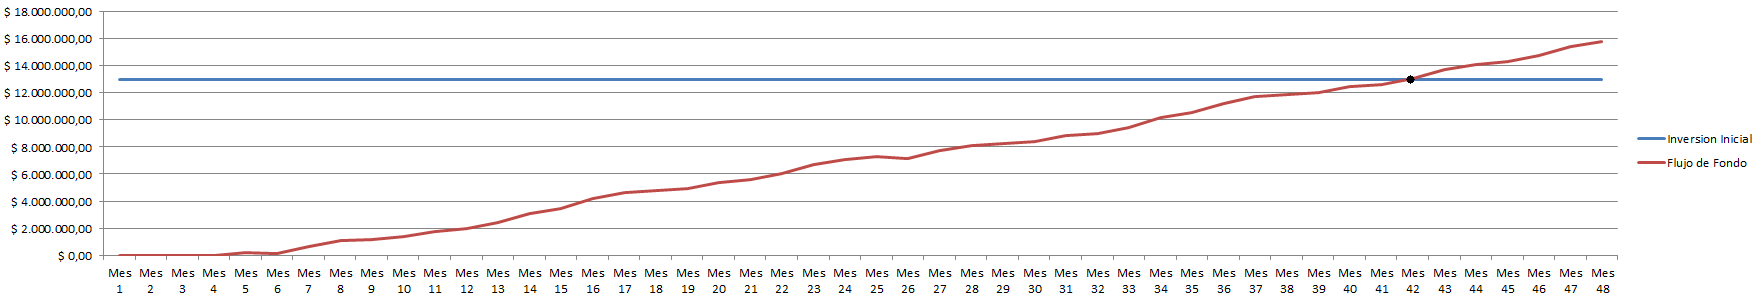 $ 18.000.000,00
$ 16.000.000,00
$ 14.000.000,00
$ 12.000.000,00
$ 10.000.000,00
$ 8.000.000,00
$ 6.000.000,00
$ 4.000.000,00
$ 2.000.000,00
$ 0,00
Mes Mes Mes Mes Mes Mes Mes Mes Mes Mes Mes Mes Mes Mes Mes Mes Mes Mes Mes Mes Mes Mes Mes Mes Mes Mes Mes Mes Mes Mes Mes Mes Mes Mes Mes Mes Mes Mes Mes Mes Mes Mes Mes Mes Mes Mes Mes Mes
1 2 3 4 5 6 7 8 9 10 11 12 13 14 15 16 17 18 19 20 21 22 23 24 25 26 27 28 29 30 31 32 33 34 35 36 37 38 39 40 41 42 43 44 45 46 47 48
Inversion Inicial
Flujo de Fondo